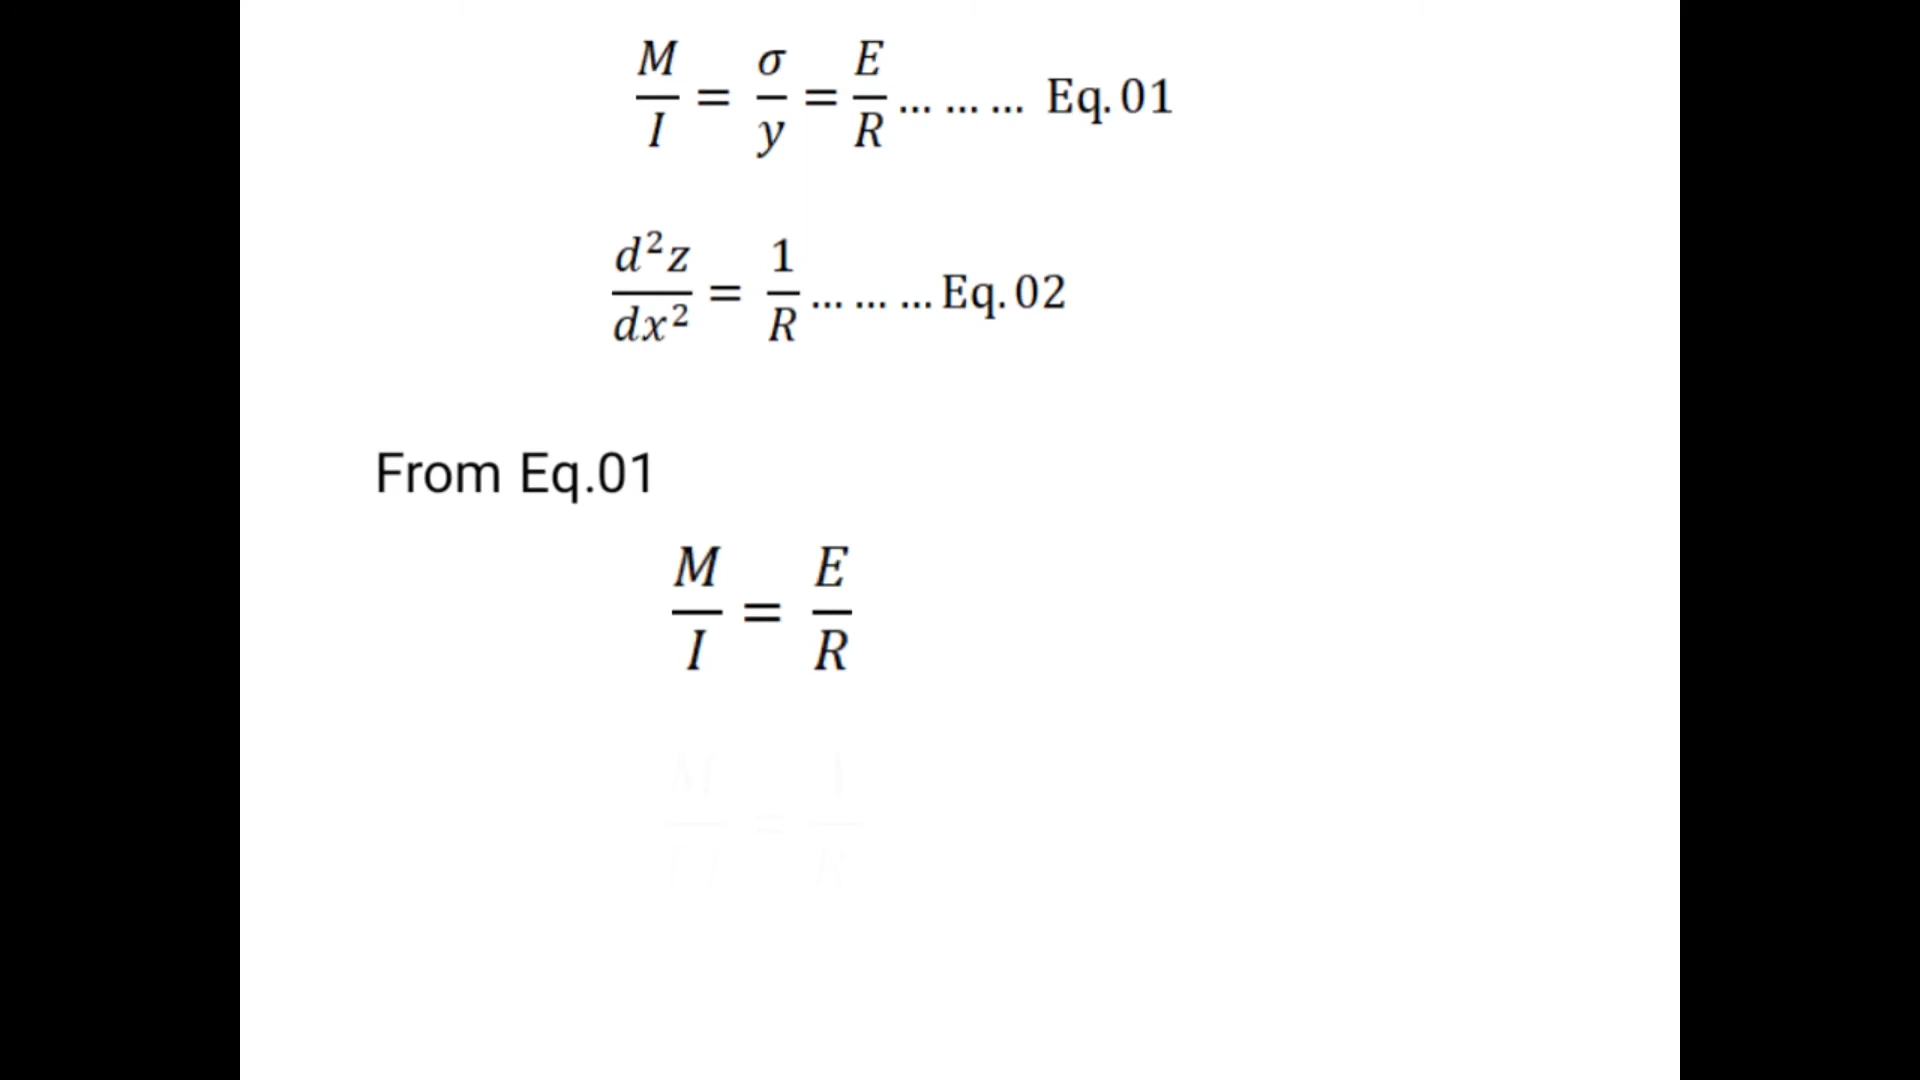 M/I = σ/y = E/R ... ... ... Eq. 01
d²z/dx² = 1/R ... ... ... Eq. 02
From Eq.01
M/I = E/R